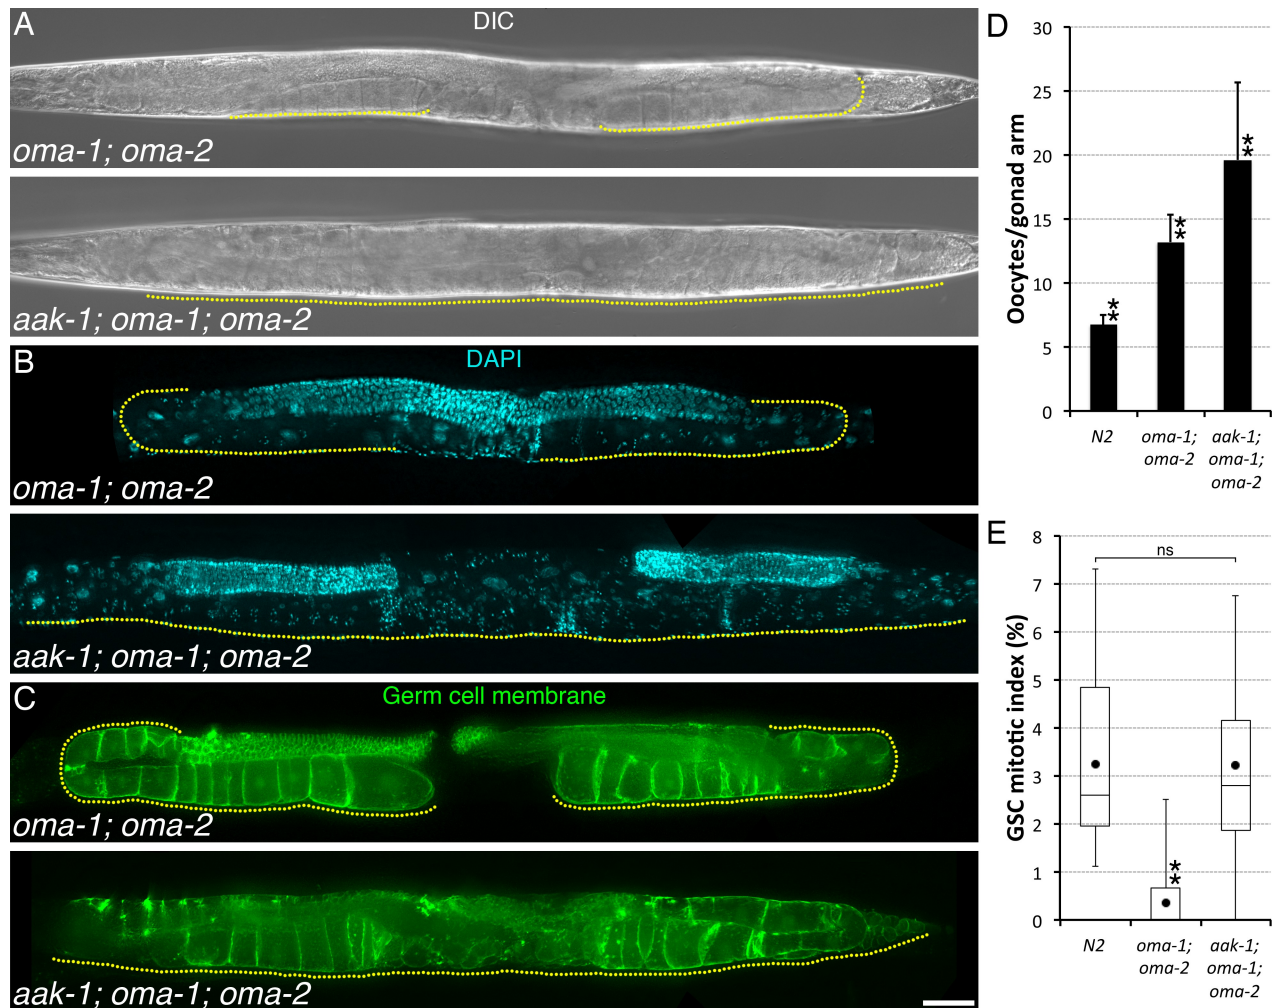 A
DIC
oma-1; oma-2
aak-1; oma-1; oma-2
B
DAPI
oma-1; oma-2
aak-1; oma-1; oma-2
C
Germ cell membrane
oma-1; oma-2
aak-1; oma-1; oma-2
D
Oocytes/gonad arm
30
25
20
15
10
5
0
**
**
**
N2
oma-1;
oma-2
aak-1;
oma-1;
oma-2
E
GSC mitotic index (%)
8
7
6
5
4
3
2
1
0
ns
**
N2
oma-1;
oma-2
aak-1;
oma-1;
oma-2